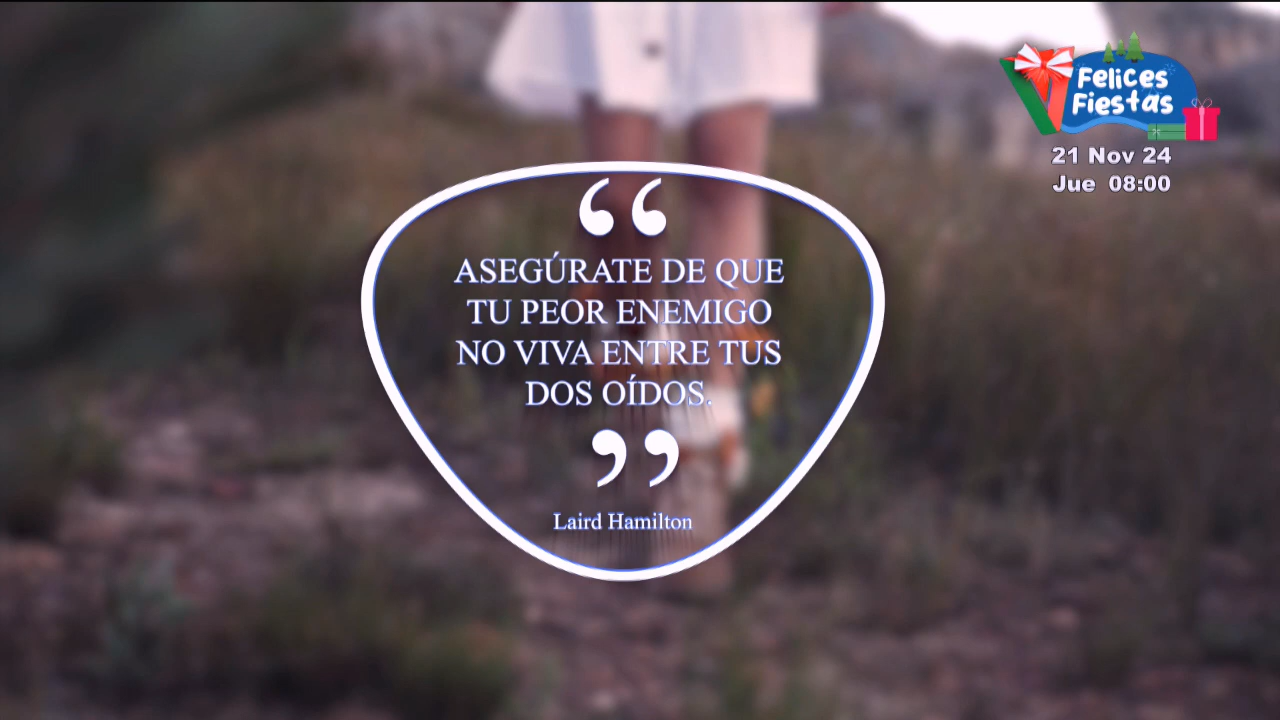 Felices
Fiestas
21 Nov 24
Jue 08:00
“
ASEGÚRATE DE QUE
TU PEOR ENEMIGO
NO VIVA ENTRE TUS
DOS OÍDOS.
”
Laird Hamilton